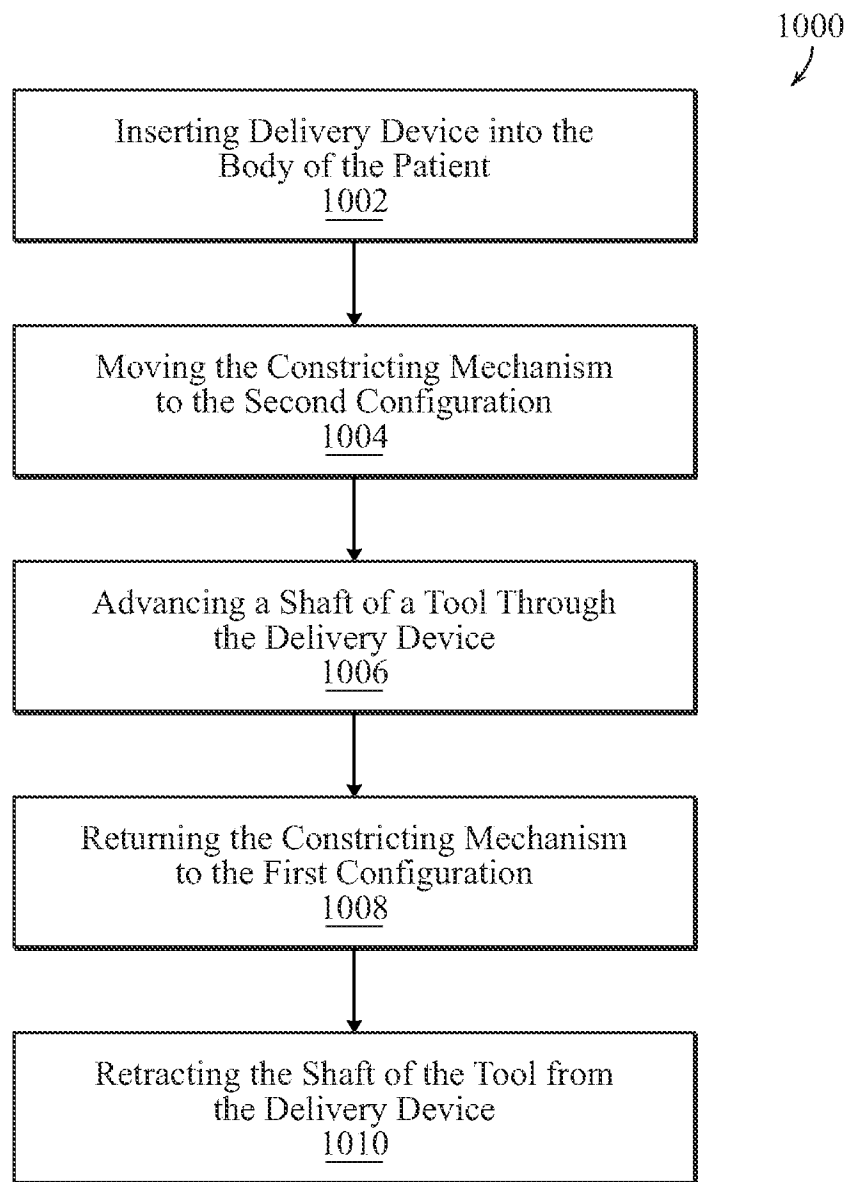 1000
Inserting Delivery Device into the
Body of the Patient
1002
Moving the Constricting Mechanism
to the Second Configuration
1004
Advancing a Shaft of a Tool Through
the Delivery Device
1006
Returning the Constricting Mechanism
to the First Configuration
1008
Retracting the Shaft of the Tool from
the Delivery Device
1010